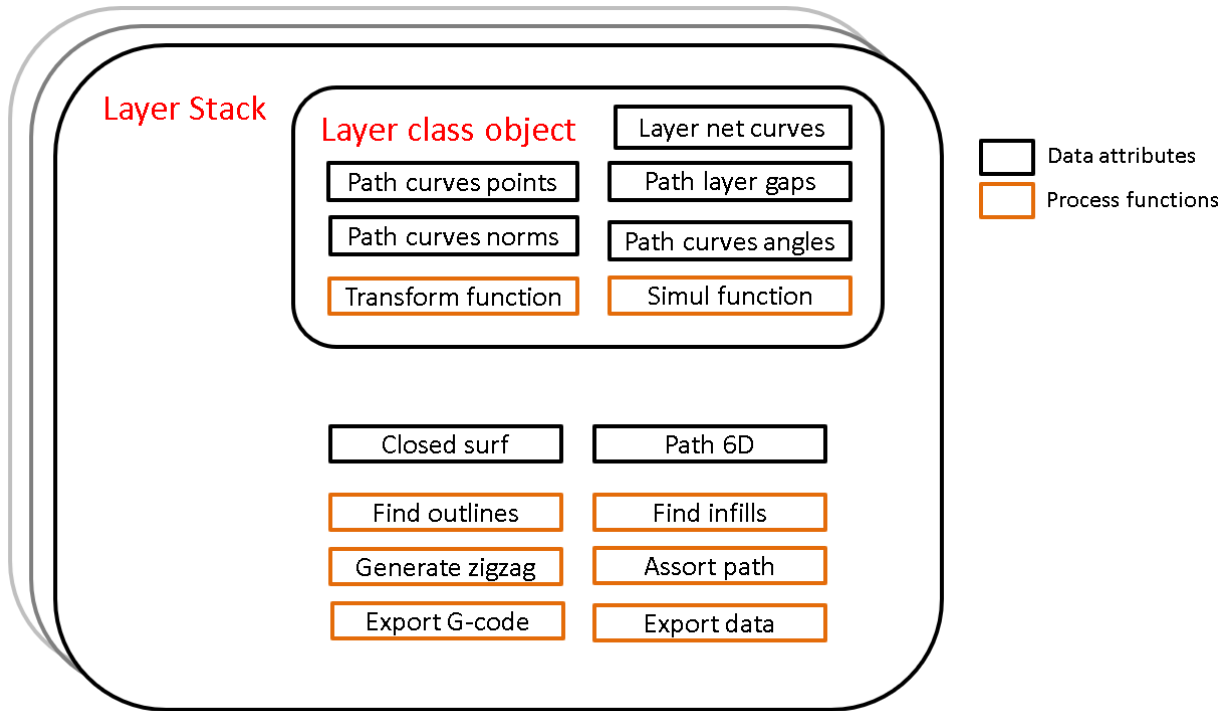 Layer Stack
Layer class object
Layer net curves
Path curves points
Path layer gaps
Path curves norms
Path curves angles
Transform function
Simul function
Closed surf
Path 6D
Find outlines
Find infills
Generate zigzag
Assort path
Export G-code
Export data
Data attributes
Process functions